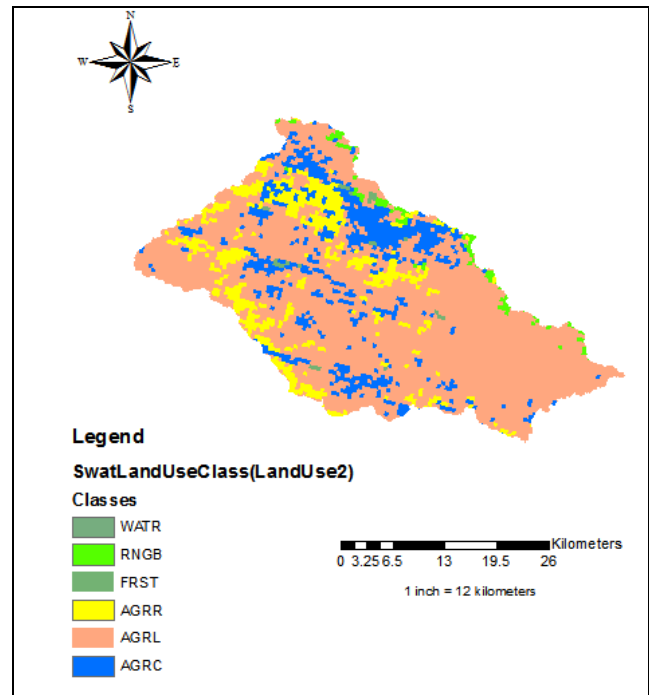 N
W E
S
Legend
SwatLandUseClass(LandUse2)
Classes
WATR
RNGB
FRST
AGRR
AGRL
AGRC
Kilometers
0 3.25 6.5 13 19.5 26
1 inch = 12 kilometers